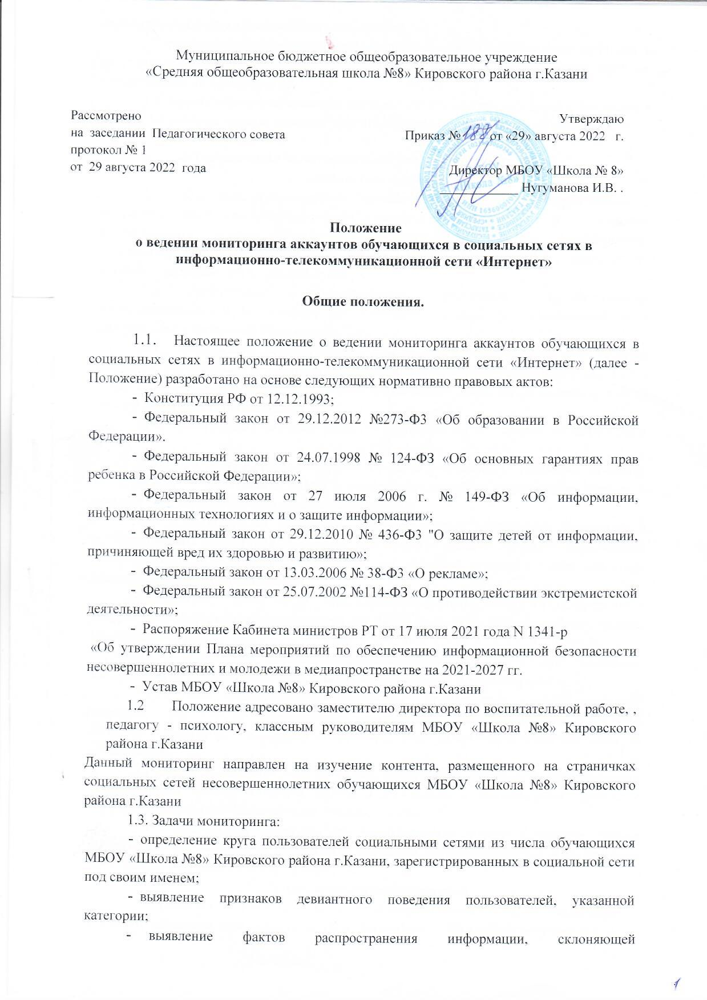 Муниципальное бюджетное общеобразовательное учреждение
«Средняя общеобразовательная школа №8» Кировского района г.Казани
Рассмотрено
на заседании Педагогического совета
протокол № 1
от 29 августа 2022 года
Утверждаю
Приказ № 188 от «29» августа 2022 г.
Директор МБОУ «Школа № 8»
____________ Нугуманова И.В. .
Положение
о ведении мониторинга аккаунтов обучающихся в социальных сетях в
информационно-телекоммуникационной сети «Интернет»
Общие положения.
1.1. Настоящее положение о ведении мониторинга аккаунтов обучающихся в
социальных сетях в информационно-телекоммуникационной сети «Интернет» (далее -
Положение) разработано на основе следующих нормативно правовых актов:
- Конституция РФ от 12.12.1993;
- Федеральный закон от 29.12.2012 №273-ФЗ «Об образовании в Российской
Федерации».
- Федеральный закон от 24.07.1998 № 124-ФЗ «Об основных гарантиях прав
ребенка в Российской Федерации»;
- Федеральный закон от 27 июля 2006 г. № 149-ФЗ «Об информации,
информационных технологиях и о защите информации»;
- Федеральный закон от 29.12.2010 № 436-ФЗ "О защите детей от информации,
причиняющей вред их здоровью и развитию»;
- Федеральный закон от 13.03.2006 № 38-ФЗ «О рекламе»;
- Федеральный закон от 25.07.2002 №114-ФЗ «О противодействии экстремистской
деятельности»;
- Распоряжение Кабинета министров РТ от 17 июля 2021 года N 1341-р
«Об утверждении Плана мероприятий по обеспечению информационной безопасности
несовершеннолетних и молодежи в медиапространстве на 2021-2027 гг.
- Устав МБОУ «Школа №8» Кировского района г.Казани
1.2 Положение адресовано заместителю директора по воспитательной работе, ,
педагогу - психологу, классным руководителям МБОУ «Школа №8» Кировского
района г.Казани
Данный мониторинг направлен на изучение контента, размещенного на страничках
социальных сетей несовершеннолетних обучающихся МБОУ «Школа №8» Кировского
района г.Казани
1.3. Задачи мониторинга:
- определение круга пользователей социальными сетями из числа обучающихся
МБОУ «Школа №8» Кировского района г.Казани, зарегистрированных в социальной сети
под своим именем;
- выявление признаков девиантного поведения пользователей, указанной
категории;
- выявление фактов распространения информации, склоняющей
1